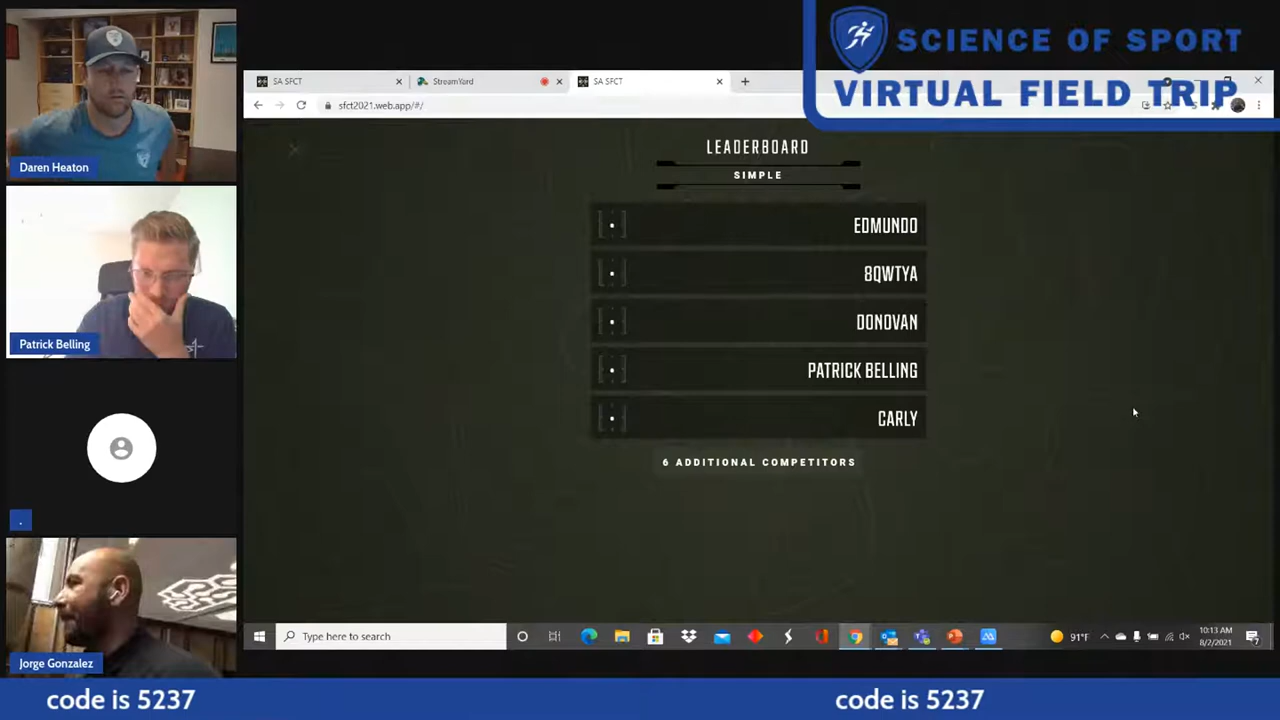 SCIENCE OF SPORT
VIRTUAL FIELD TRIP
SA SFCT
StreamYard
SA SFCT
sfct2021.web.app/#/
Daren Heaton
Patrick Belling
.
Jorge Gonzalez
LEADERBOARD
SIMPLE
EDMUNDO
8QWTYA
DONOVAN
PATRICK BELLING
CARLY
6 ADDITIONAL COMPETITORS
Type here to search
91°F
10:13 AM
8/2/2021
7
code is 5237
code is 5237